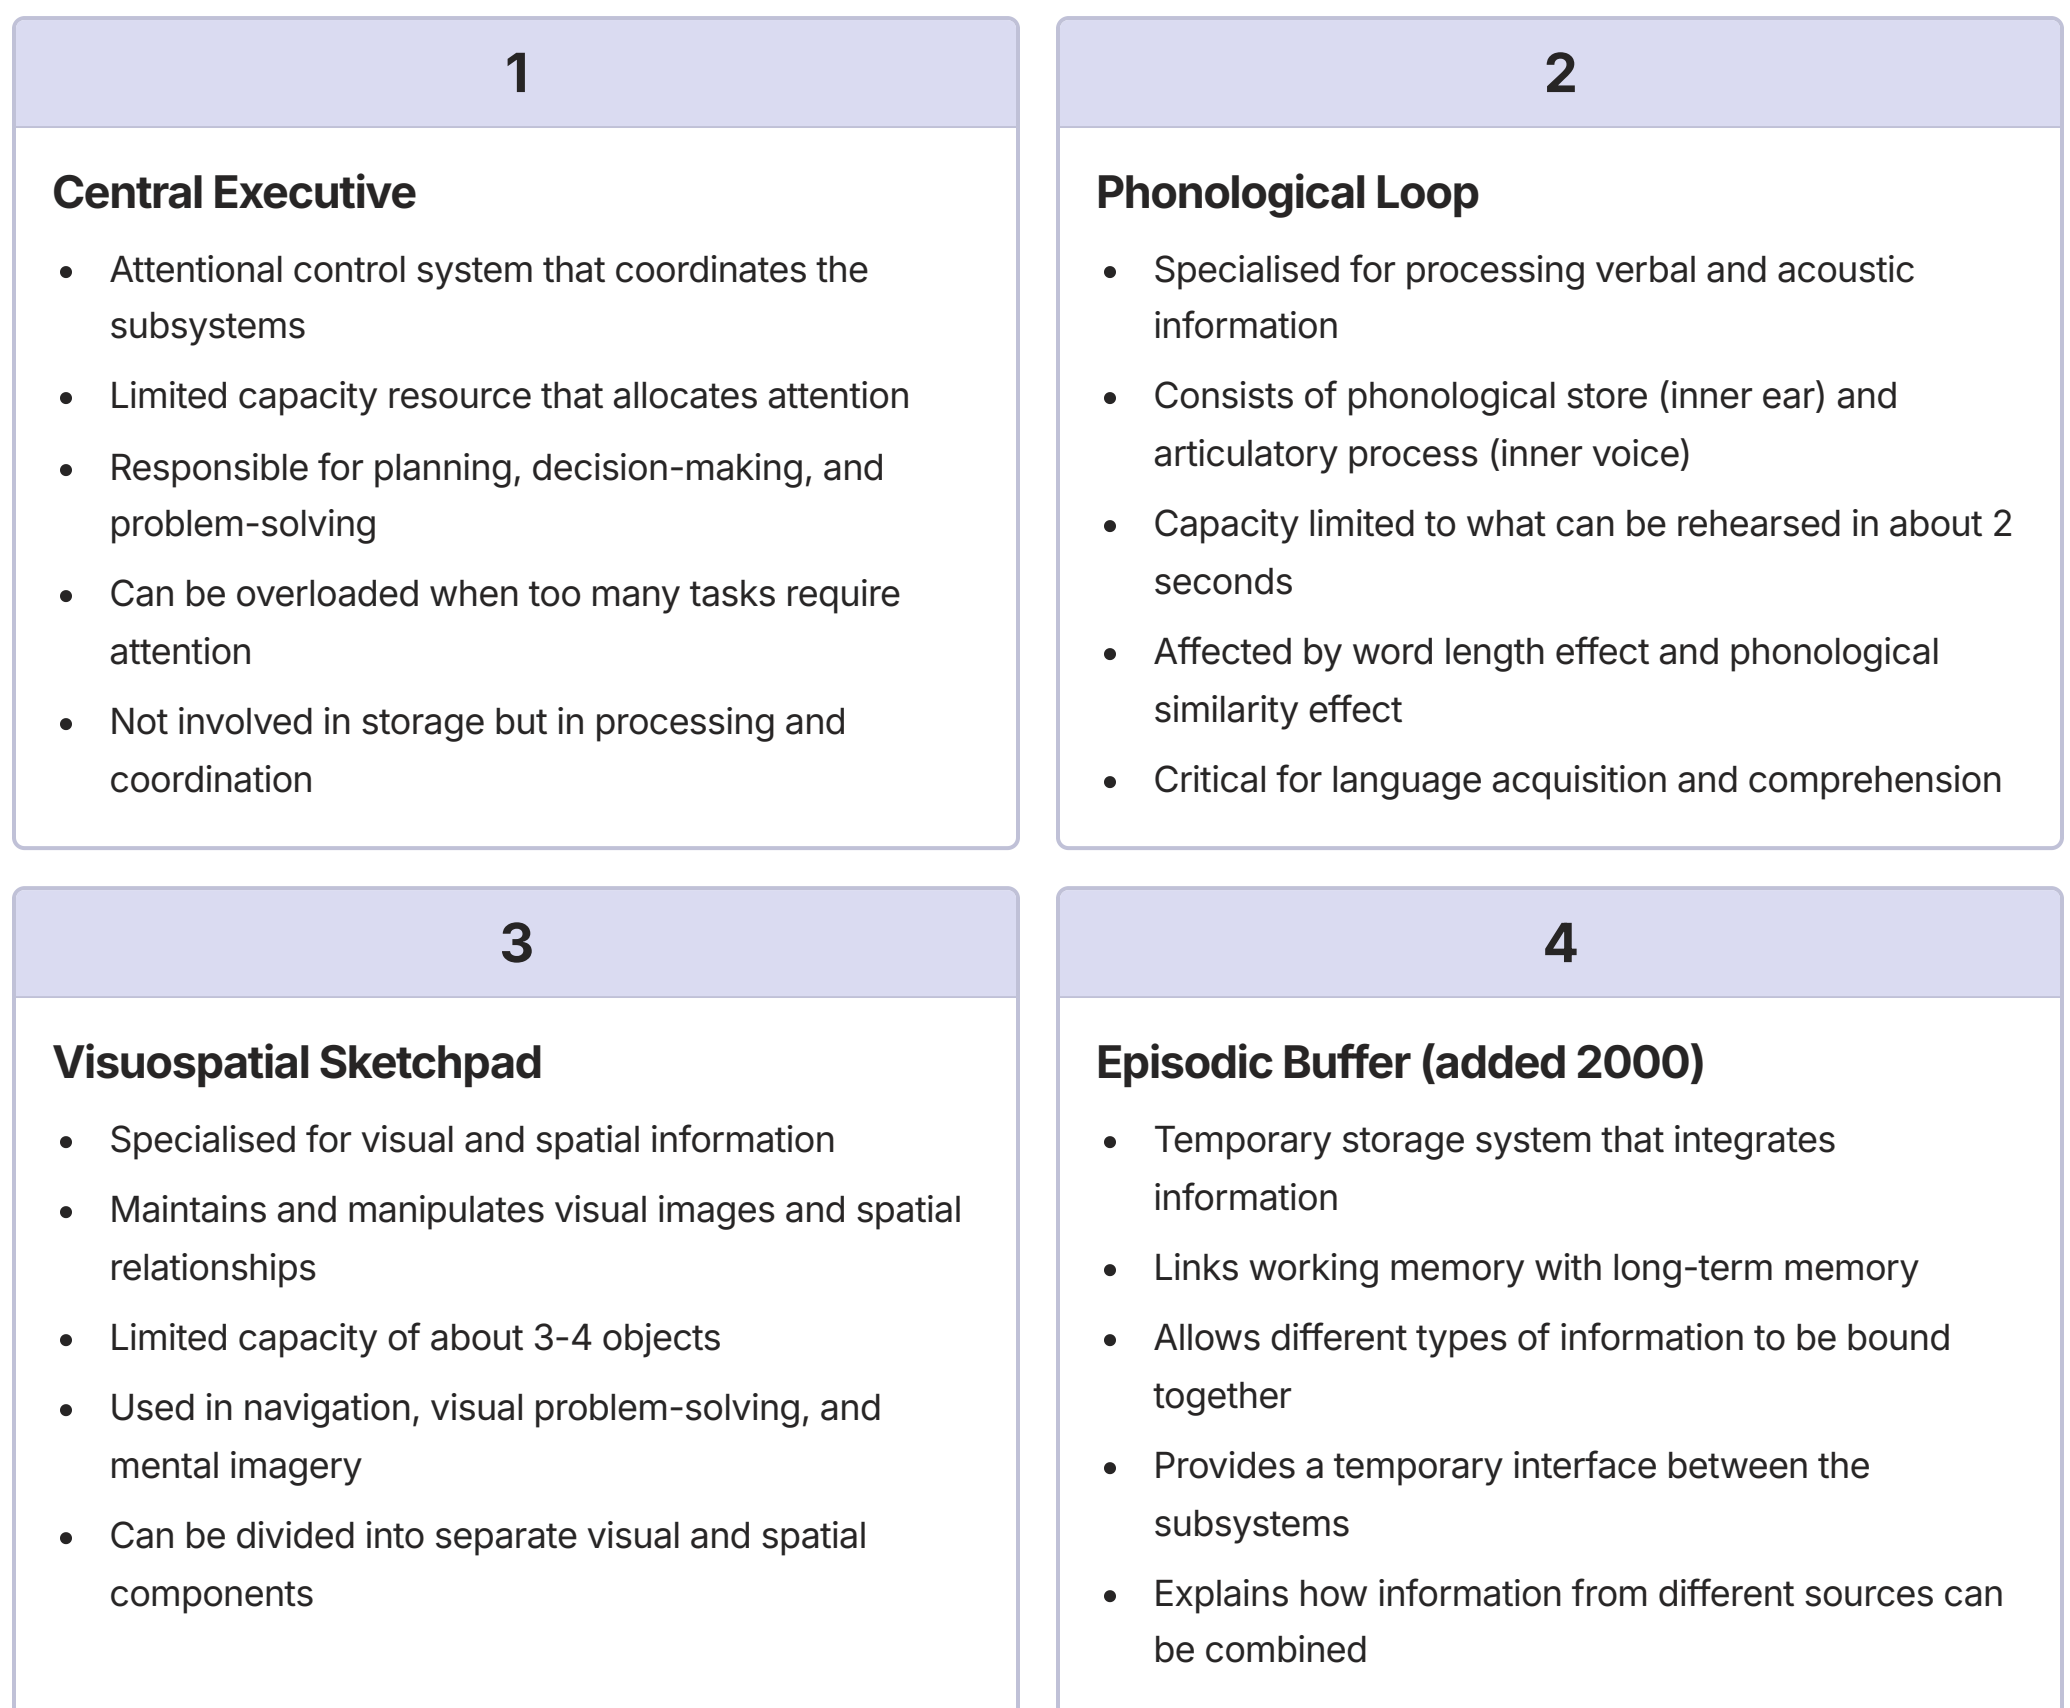 1
Central Executive
• Attentional control system that coordinates the
subsystems
• Limited capacity resource that allocates attention
• Responsible for planning, decision-making, and
problem-solving
• Can be overloaded when too many tasks require
attention
• Not involved in storage but in processing and
coordination
2
Phonological Loop
• Specialised for processing verbal and acoustic
information
• Consists of phonological store (inner ear) and
articulatory process (inner voice)
• Capacity limited to what can be rehearsed in about 2
seconds
• Affected by word length effect and phonological
similarity effect
• Critical for language acquisition and comprehension
3
Visuospatial Sketchpad
• Specialised for visual and spatial information
• Maintains and manipulates visual images and spatial
relationships
• Limited capacity of about 3-4 objects
• Used in navigation, visual problem-solving, and
mental imagery
• Can be divided into separate visual and spatial
components
4
Episodic Buffer (added 2000)
• Temporary storage system that integrates
information
• Links working memory with long-term memory
• Allows different types of information to be bound
together
• Provides a temporary interface between the
subsystems
• Explains how information from different sources can
be combined